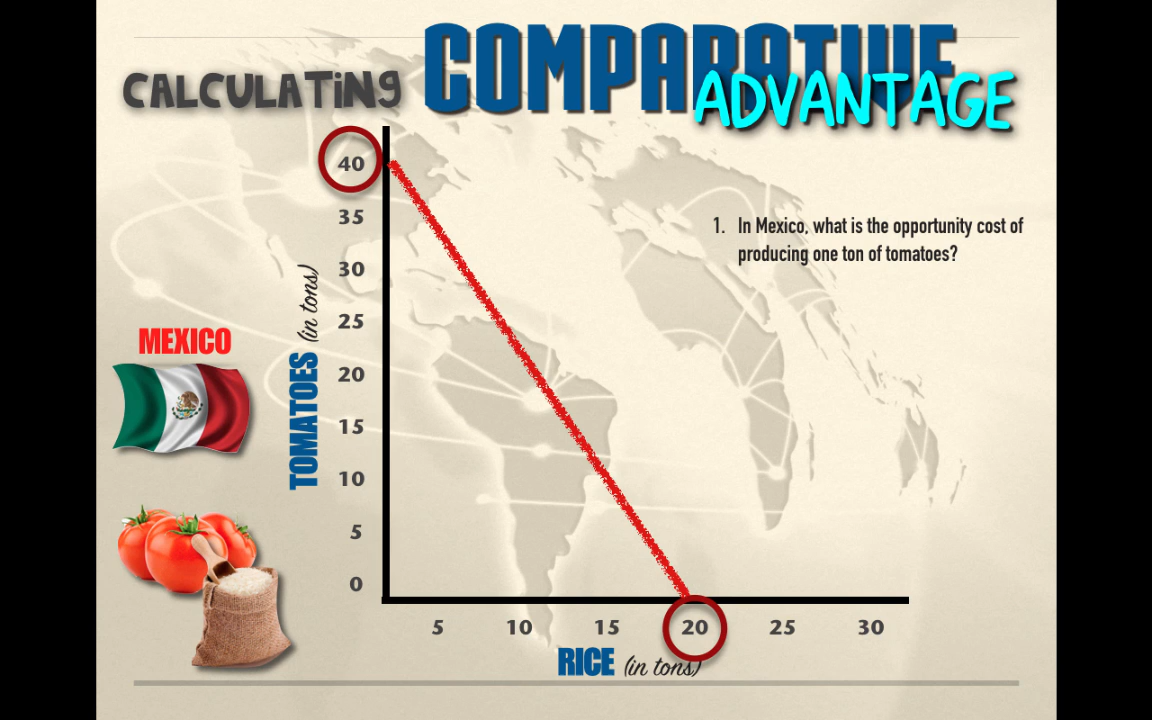 CALCULATiNg COMPARATIVE
ADVANTAGE
40
35
30
25
20
15
10
5
0
TOMATOES (in tons)
1. In Mexico, what is the opportunity cost of
producing one ton of tomatoes?
MEXICO
5 10 15 20 25 30
RICE (in tons)